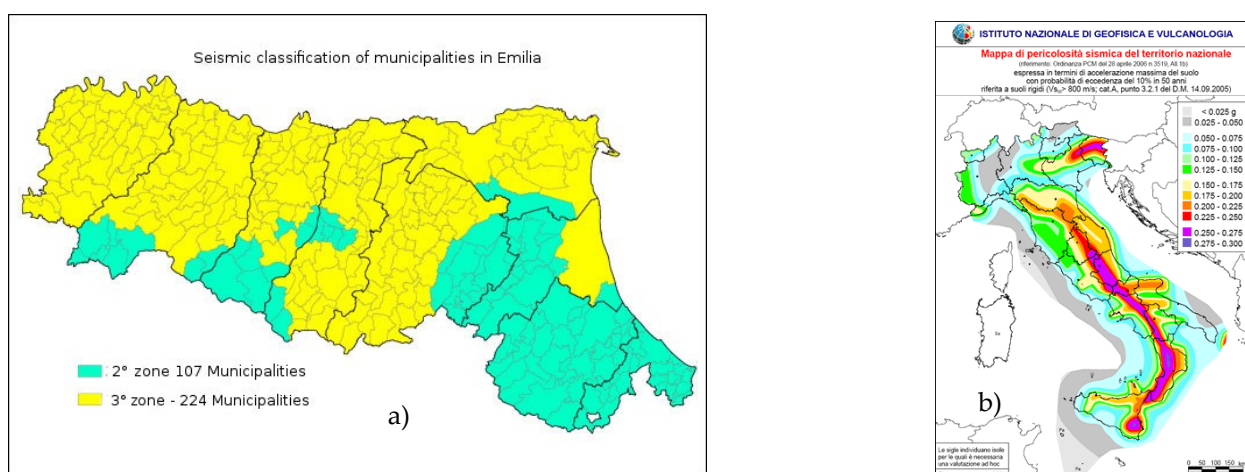 Seismic classification of municipalities in Emilia
2° zone 107 Municipalities
3° zone - 224 Municipalities
a)
ISTITUTO NAZIONALE DI GEOFISICA E VULCANOLOGIA
Mappa di pericolosità sismica del territorio nazionale
(riferimento: Ordinanza PCM del 28 aprile 2006 n.3519, All.1b)
espressa in termini di accelerazione massima del suolo
con probabilità di eccedenza del 10% in 50 anni
riferita a suoli rigidi (Vs30> 800 m/s; cat.A, punto 3.2.1 del D.M. 14.09.2005)
< 0.025 g
0.025 - 0.050
0.050 - 0.075
0.075 - 0.100
0.100 - 0.125
0.125 - 0.150
0.150 - 0.175
0.175 - 0.200
0.200 - 0.225
0.225 - 0.250
0.250 - 0.275
0.275 - 0.300
b)
Le sigle individuano isole
per le quali è necessaria
una valutazione ad hoc
0 50 100 150 km